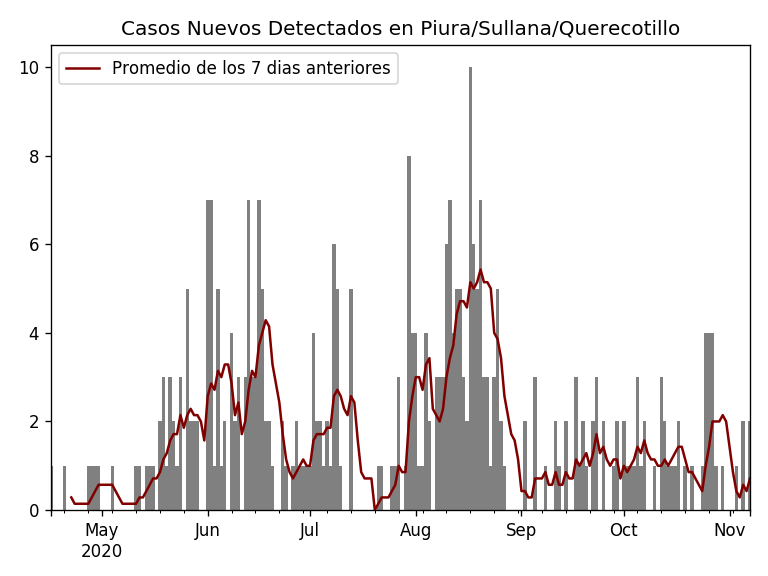 Casos Nuevos Detectados en Piura/Sullana/Querecotillo
Promedio de los 7 dias anteriores
10
8
6
4
2
0
May Jun Jul Aug Sep Oct Nov
2020